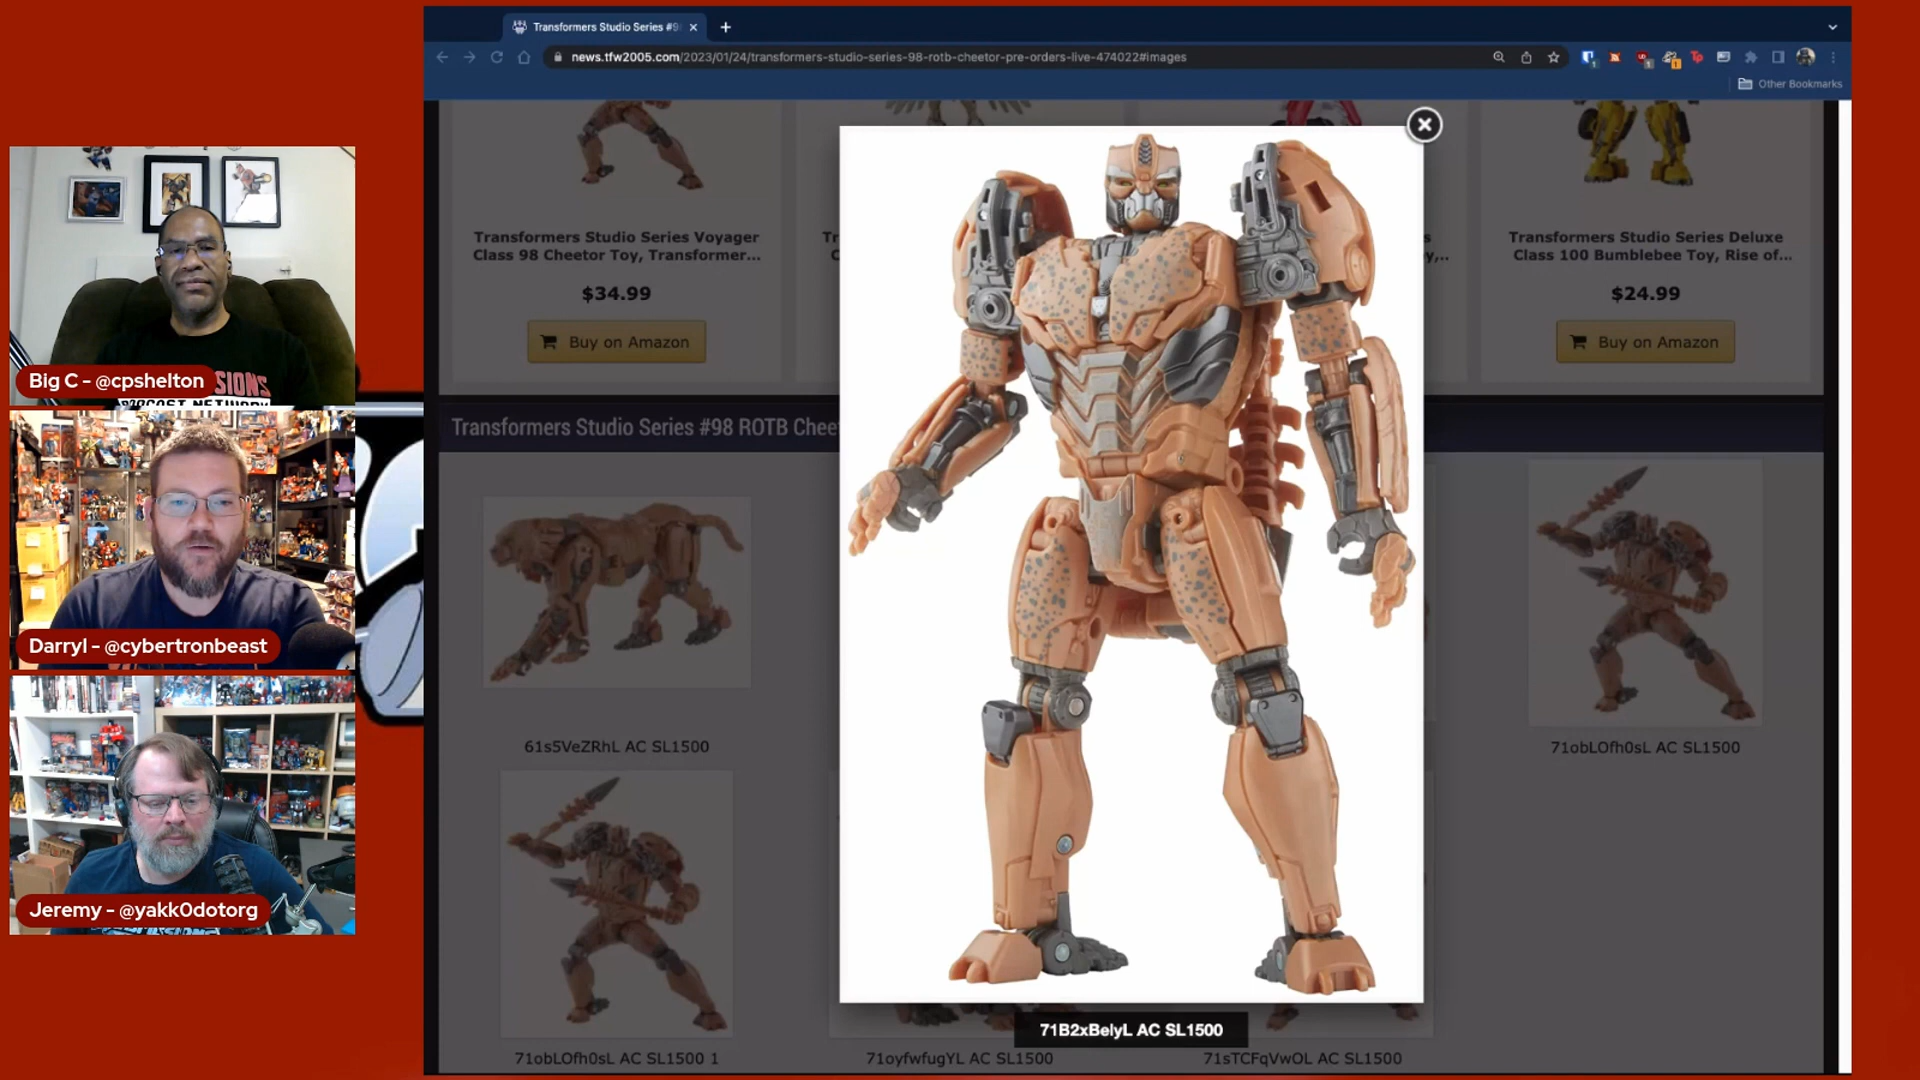 Transformers Studio Series #9
news.tfw2005.com/2023/01/24/transformers-studio-series-98-rotb-cheetor-pre-orders-live-474022#images
Other Bookmarks
Transformers Studio Series Voyager
Class 98 Cheetor Toy, Transformer...
$34.99
Buy on Amazon
Transformers Studio Series Deluxe
Class 100 Bumblebee Toy, Rise of...
$24.99
Buy on Amazon
Transformers Studio Series #98 ROTB Chee
61s5VeZRhL AC SL1500
71obLOfh0sL AC SL1500
71obLOfh0sL AC SL1500 1
71oyfwfugYL AC SL1500
71sTCFqVwOL AC SL1500
71B2xBelyL AC SL1500
Big C - @cpshelton
SIONS
PODCAST NETWORK
Darryl - @cybertronbeast
Jeremy - @yakk0dotorg